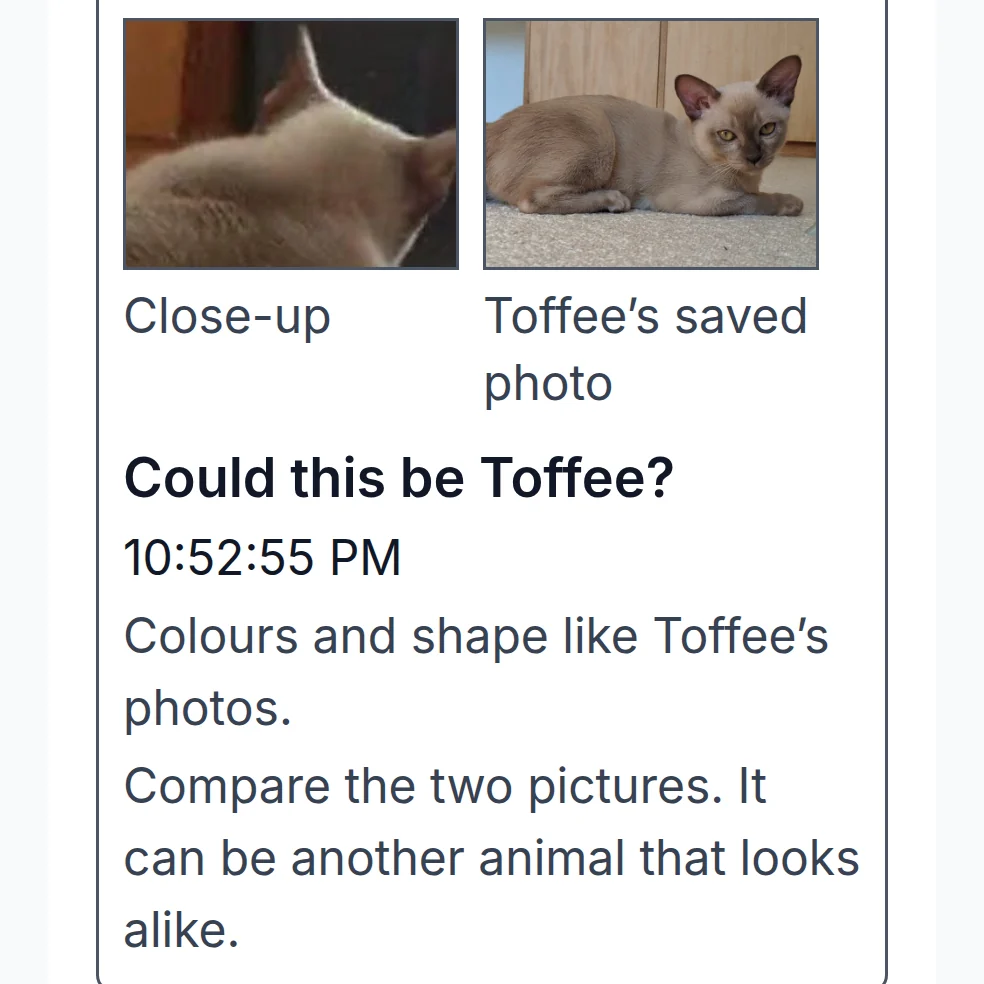 Close-up
Toffee’s saved
photo
Could this be Toffee?
10:52:55 PM
Colours and shape like Toffee’s
photos.
Compare the two pictures. It
can be another animal that looks
alike.